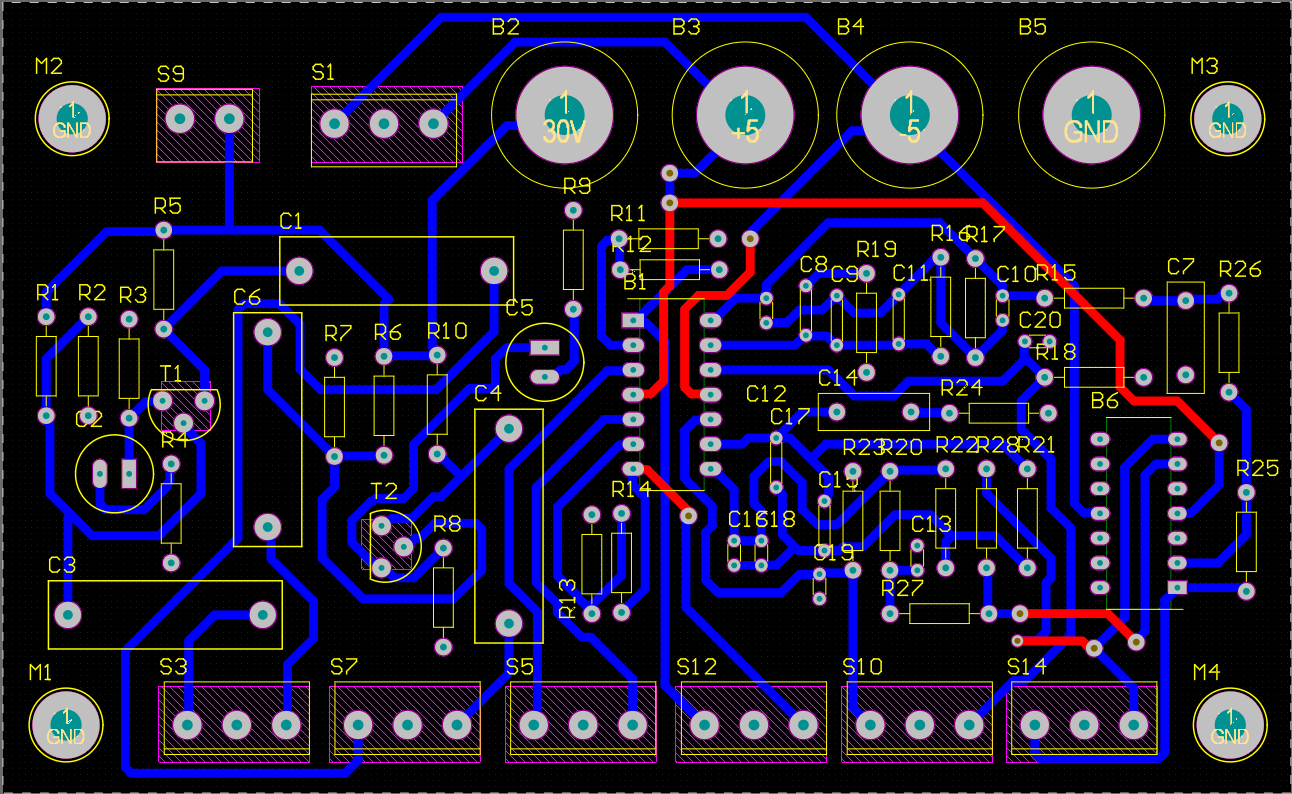 B2
B3
B4
B5
M2
S9
S1
M3
1
GND
1
30V
1
+5
1
-5
1
GND
1
GND
R9
R5
C1
R11
R12
R16
R17
R19
C8
C9
C11
C10
R15
C7
R26
B1
R1
R2
R3
C6
C5
R7
R6
R10
C20
R18
T1
C4
C12
C14
R24
B6
C2
C17
R4
R23
R20
R22
R28
R21
R25
T2
R14
C15
R8
C16
C18
C13
C3
C19
R13
R27
M1
S3
S7
S5
S12
S10
S14
M4
1
GND
1
GND